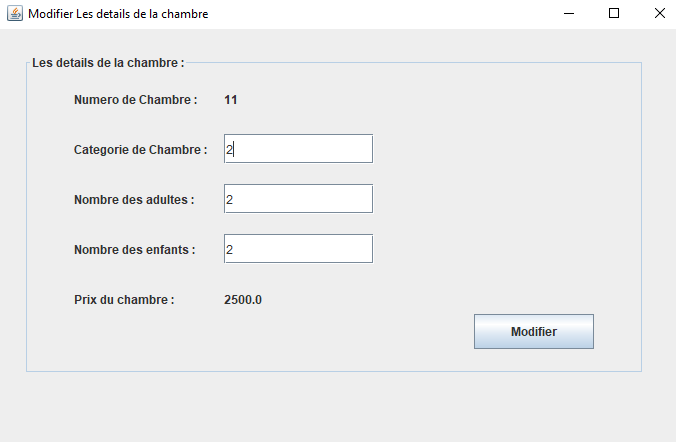 Modifier Les details de la chambre
Les details de la chambre :
Numero de Chambre : 11
Categorie de Chambre : 2
Nombre des adultes : 2
Nombre des enfants : 2
Prix du chambre : 2500.0
Modifier